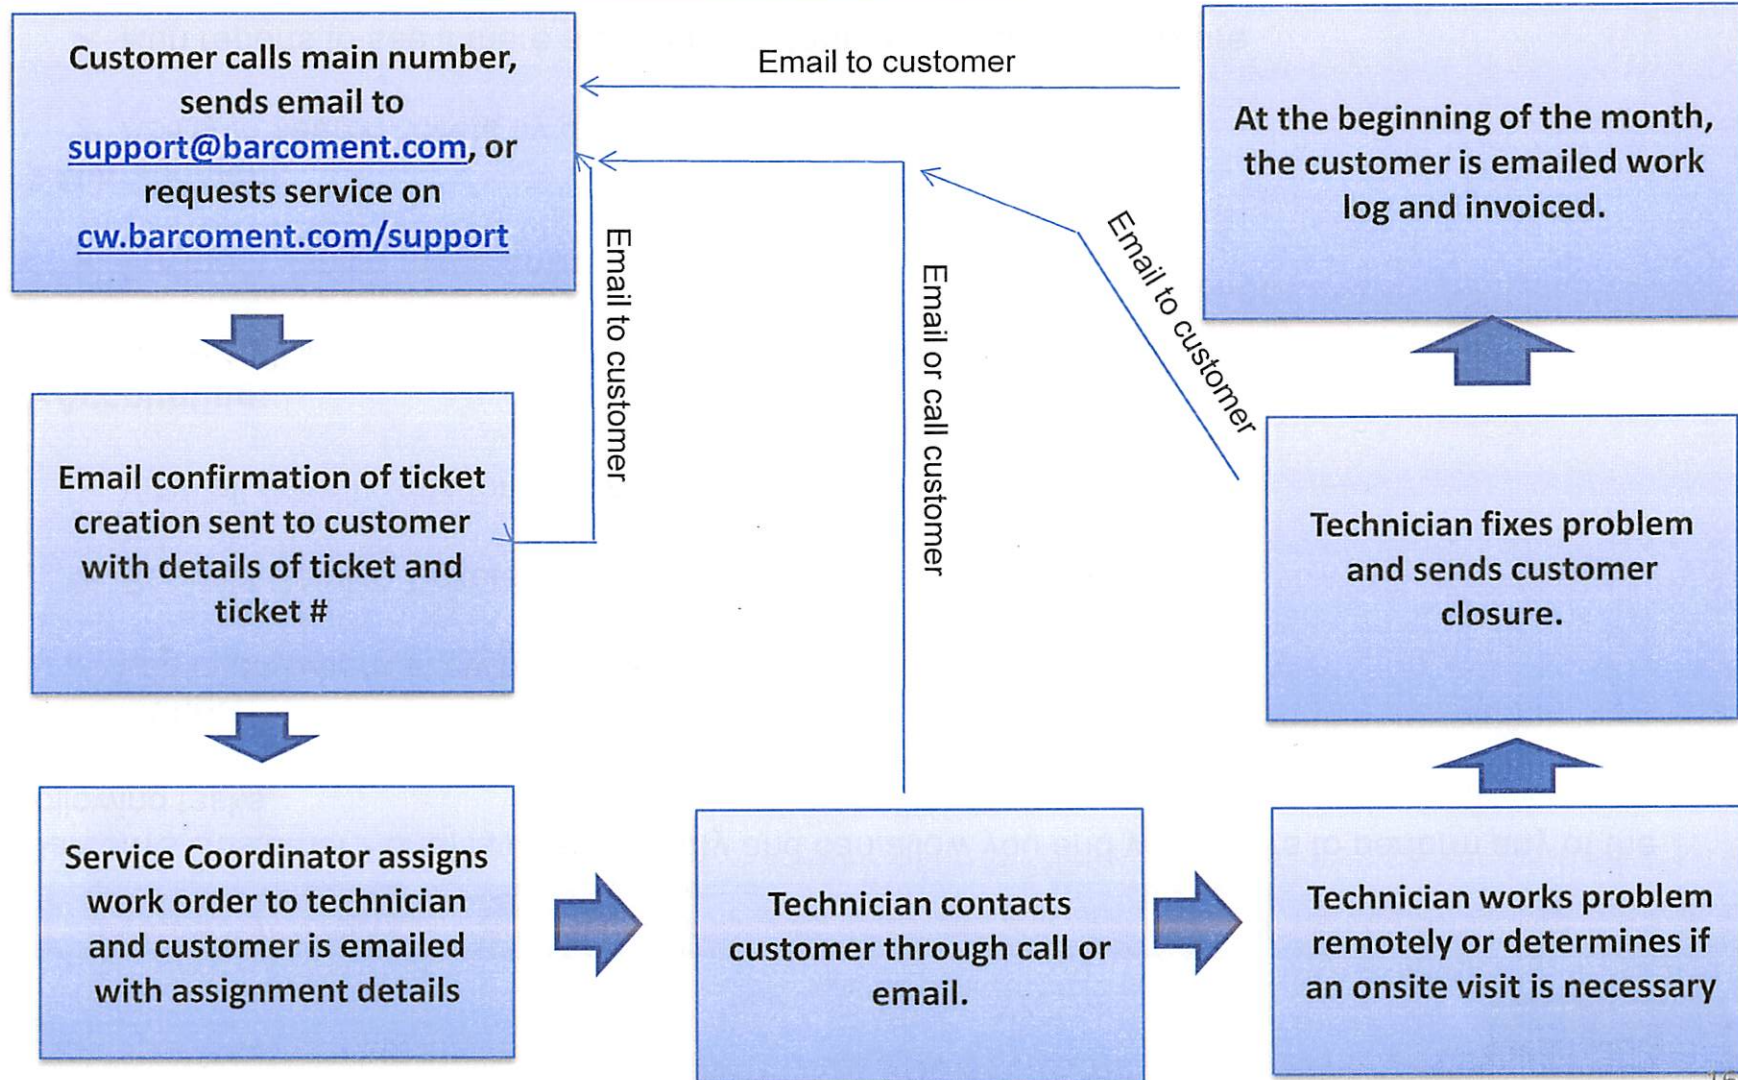 Customer calls main number,
sends email to
support@barcoment.com, or
requests service on
cw.barcoment.com/support
Email to customer
At the beginning of the month,
the customer is emailed work
log and invoiced.
Email to customer
Email or call customer
Email to customer
Email confirmation of ticket
creation sent to customer
with details of ticket and
ticket #
Technician fixes problem
and sends customer
closure.
Service Coordinator assigns
work order to technician
and customer is emailed
with assignment details
Technician contacts
customer through call or
email.
Technician works problem
remotely or determines if
an onsite visit is necessary